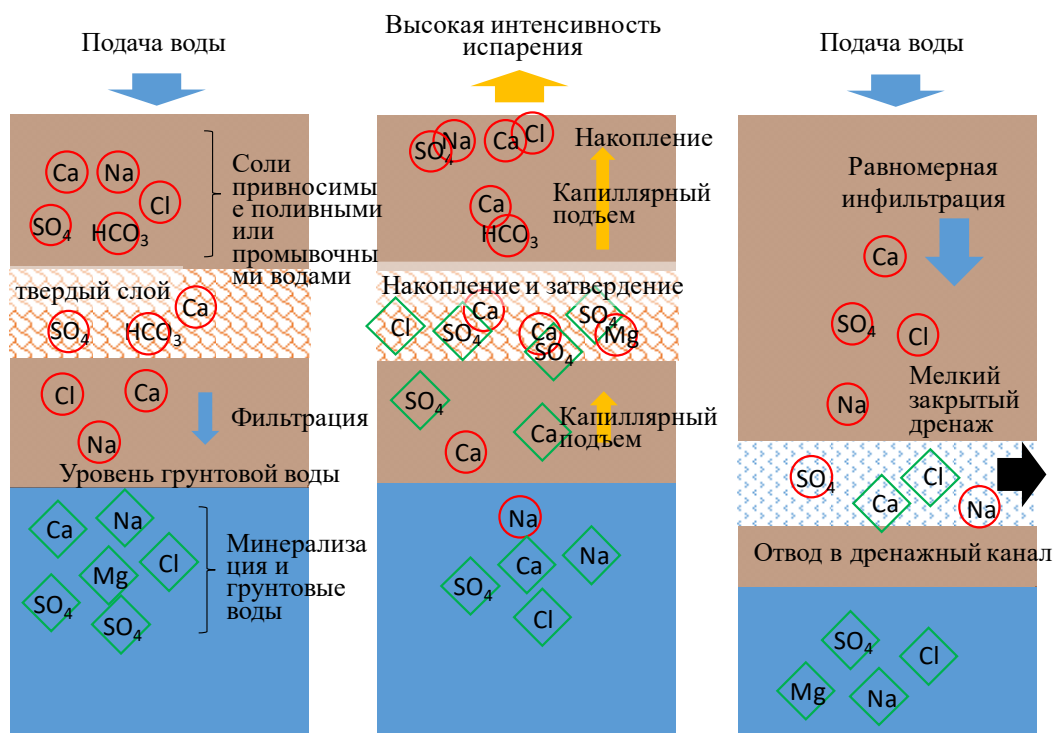 Подача воды
Ca
Na
Cl
SO₄
HCO₃
Соли
привносимы
е поливными
или
промывочны
ми водами
твердый слой
Ca
SO₄
HCO₃
Cl
Ca
Na
Фильтрация
Уровень грунтовой воды
Ca
Na
Cl
Mg
SO₄
SO₄
Минерализа
ция и
грунтовые
воды
Высокая интенсивность
испарения
SO₄
Na
Ca
Cl
Накопление
Ca
HCO₃
Капиллярный
подъем
Накопление и затвердение
Cl
SO₄
Ca
Ca
SO₄
SO₄
Mg
SO₄
Ca
Ca
Капиллярный
подъем
Na
Ca
Na
SO₄
Cl
Подача воды
Равномерная
инфильтрация
Ca
SO₄
Cl
Na
Мелкий
закрытый
дренаж
SO₄
Ca
Cl
Na
Отвод в дренажный канал
SO₄
Cl
Mg
Na